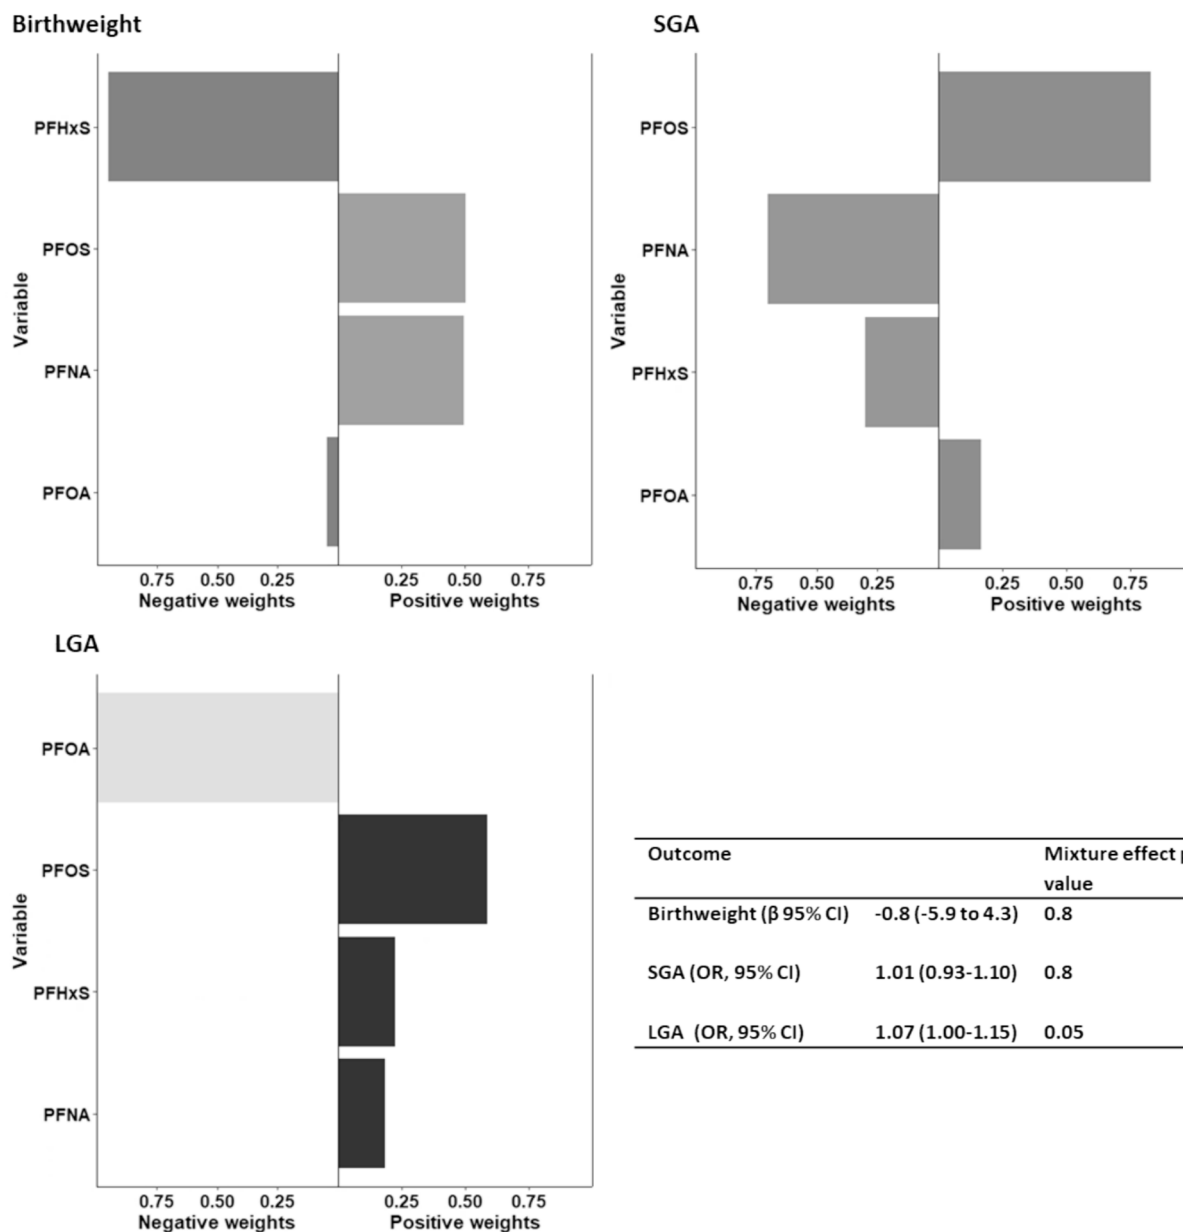 Birthweight
PFHxS
PFOS
PFNA
PFOA
Variable
0.75 0.50 0.25 0.25 0.50 0.75
Negative weights Positive weights
SGA
PFOS
PFNA
PFHxS
PFOA
Variable
0.75 0.50 0.25 0.25 0.50 0.75
Negative weights Positive weights
LGA
PFOA
PFOS
PFHxS
PFNA
Variable
0.75 0.50 0.25 0.25 0.50 0.75
Negative weights Positive weights
Outcome Mixture effect p
value
Birthweight (β 95% CI) -0.8 (-5.9 to 4.3) 0.8
SGA (OR, 95% CI) 1.01 (0.93-1.10) 0.8
LGA (OR, 95% CI) 1.07 (1.00-1.15) 0.05